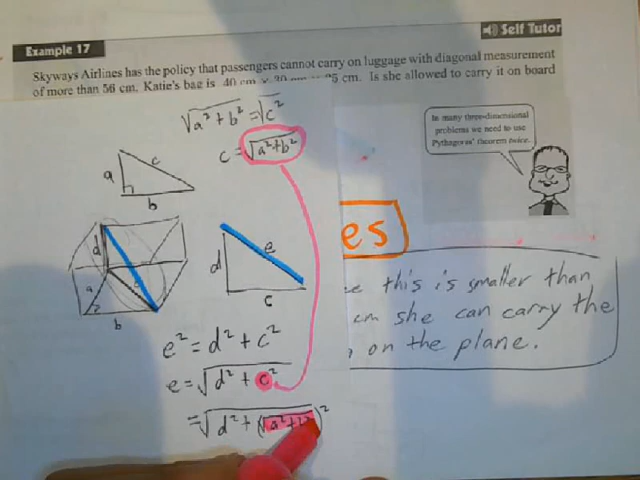 Example 17
Self Tutor
Skyways Airlines has the policy that passengers cannot carry on luggage with diagonal measurement
of more than 56 cm. Katie's bag is 40 cm × 20 25 cm. Is she allowed to carry it on board
√a²+b² = √c²
c = √a²+b²
In many three-dimensional
problems we need to use
Pythagoras' theorem twice.
a
c
b
d
a
b
d
e
c
es
this is smaller than
she can carry the
on the plane.
e² = d² + c²
e = √d² + c²
= √d² + (√a²+b²)²